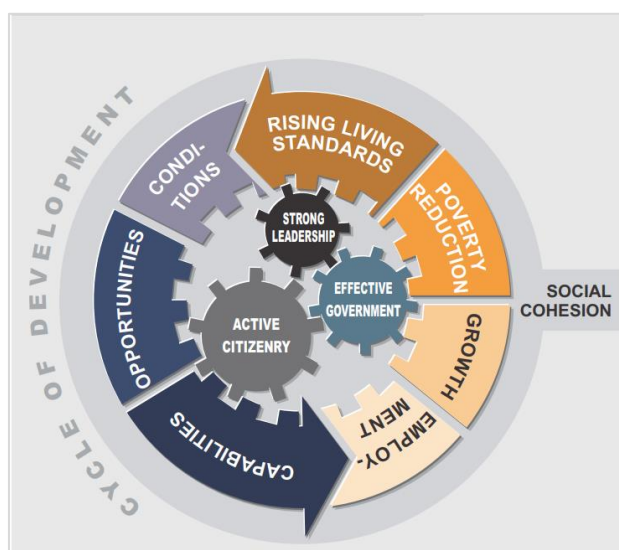 CYCLE OF DEVELOPMENT
RISING LIVING
STANDARDS
POVERTY
REDUCTION
GROWTH
EMPLOY-
MENT
CAPABILITIES
OPPORTUNITIES
CONDI-
TIONS
STRONG
LEADERSHIP
EFFECTIVE
GOVERNMENT
ACTIVE
CITIZENRY
SOCIAL
COHESION